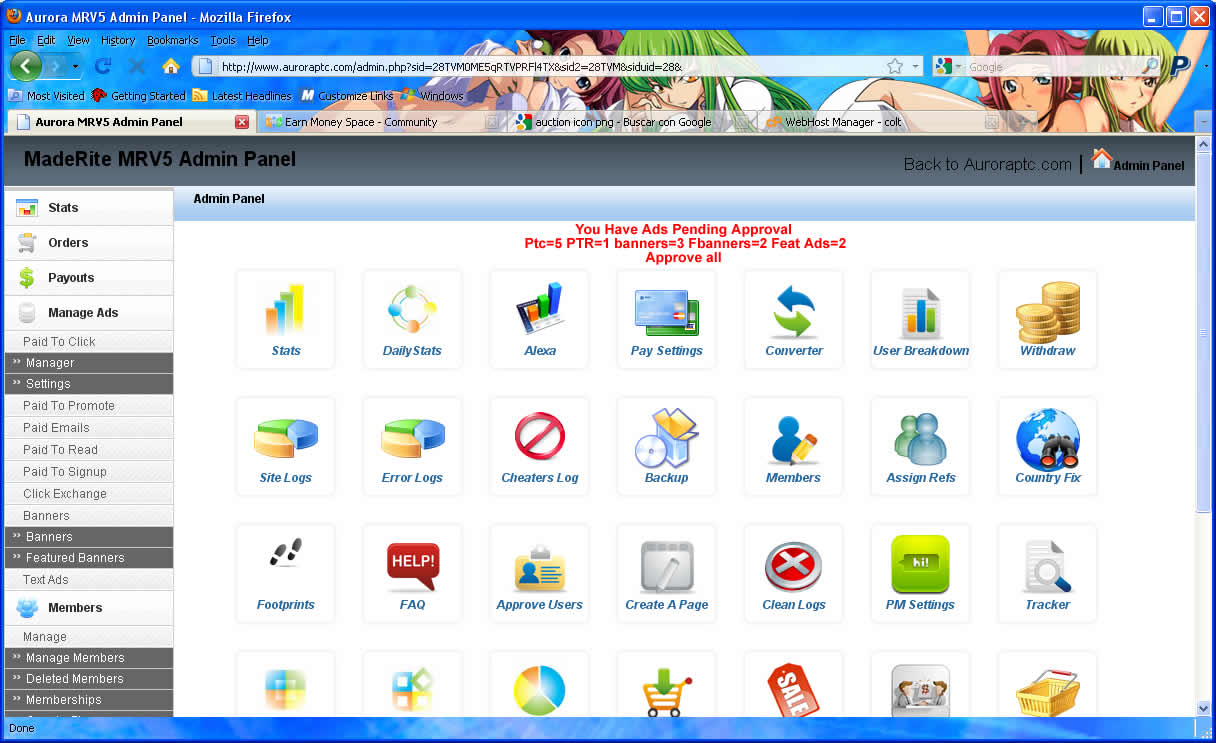 Aurora MRV5 Admin Panel - Mozilla Firefox
File Edit View History Bookmarks Tools Help
http://www.auroraptc.com/admin.php?sid=28TVM0ME5qRTVPRFl4TX&sid2=28TVM&siduid=28&
Google
Most Visited Getting Started Latest Headlines Customize Links Windows
Aurora MRV5 Admin Panel
Earn Money Space - Community
auction icon png - Buscar con Google
WebHost Manager - colt
MadeRite MRV5 Admin Panel
Back to Auroraptc.com | Admin Panel
Stats
Orders
Payouts
Manage Ads
Paid To Click
» Manager
» Settings
Paid To Promote
Paid Emails
Paid To Read
Paid To Signup
Click Exchange
Banners
» Banners
» Featured Banners
Text Ads
Members
Manage
» Manage Members
» Deleted Members
» Memberships
Admin Panel
You Have Ads Pending Approval
Ptc=5 PTR=1 banners=3 Fbanners=2 Feat Ads=2
Approve all
Stats
DailyStats
Alexa
Pay Settings
Converter
User Breakdown
Withdraw
Site Logs
Error Logs
Cheaters Log
Backup
Members
Assign Refs
Country Fix
Footprints
HELP!
FAQ
Approve Users
Create A Page
Clean Logs
hi!
PM Settings
Tracker
SALE
Done